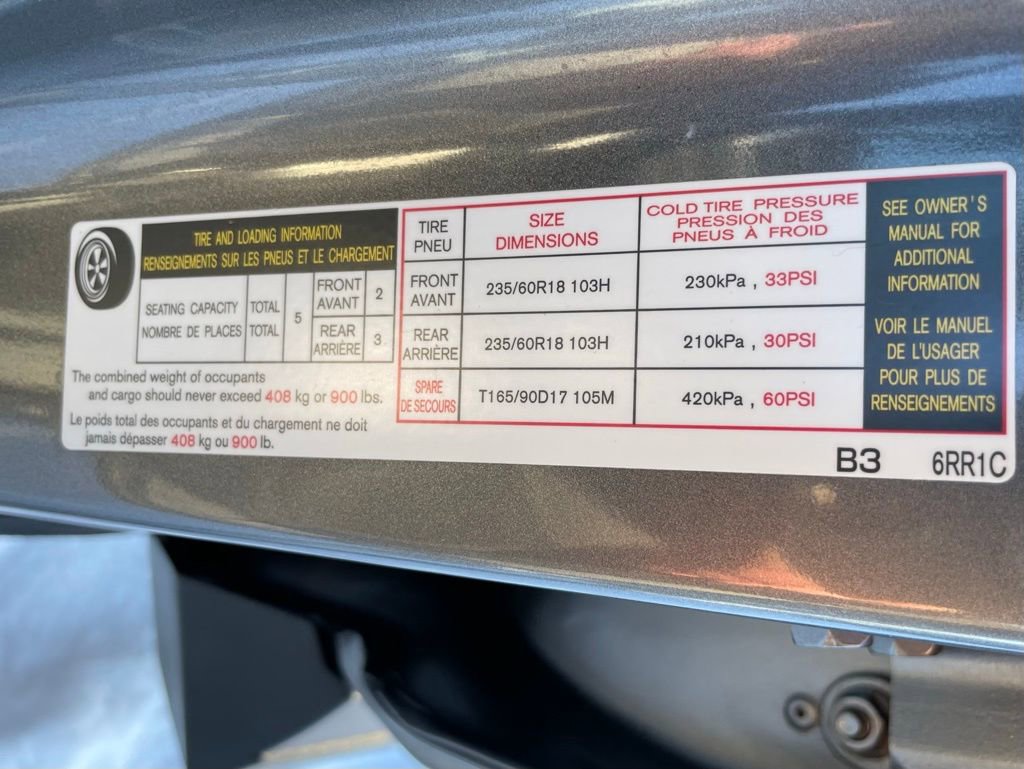 TIRE AND LOADING INFORMATION
RENSEIGNEMENTS SUR LES PNEUS ET LE CHARGEMENT
SEATING CAPACITY
NOMBRE DE PLACES
TOTAL
TOTAL
5
FRONT
AVANT
2
REAR
ARRIÈRE
3
The combined weight of occupants
and cargo should never exceed 408 kg or 900 lbs.
Le poids total des occupants et du chargement ne doit
jamais dépasser 408 kg ou 900 lb.
TIRE
PNEU
SIZE
DIMENSIONS
COLD TIRE PRESSURE
PRESSION DES
PNEUS À FROID
FRONT
AVANT
235/60R18 103H
230kPa , 33PSI
REAR
ARRIÈRE
235/60R18 103H
210kPa , 30PSI
SPARE
DE SECOURS
T165/90D17 105M
420kPa , 60PSI
SEE OWNER'S
MANUAL FOR
ADDITIONAL
INFORMATION
VOIR LE MANUEL
DE L'USAGER
POUR PLUS DE
RENSEIGNEMENTS
B3
6RR1C